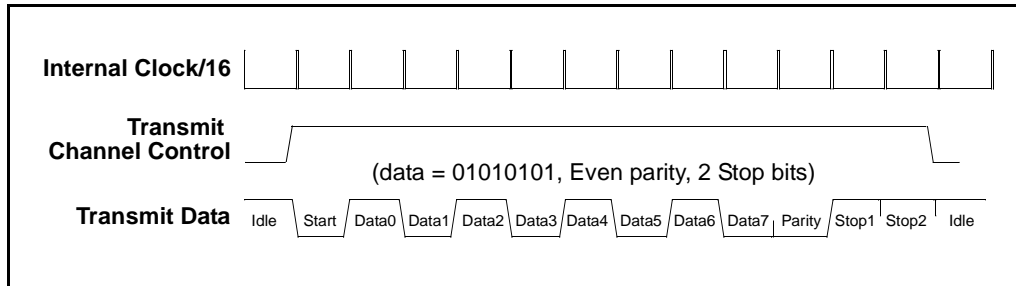 Internal Clock/16
Transmit
Channel Control
(data = 01010101, Even parity, 2 Stop bits)
Transmit Data Idle Start Data0 Data1 Data2 Data3 Data4 Data5 Data6 Data7 Parity Stop1 Stop2 Idle